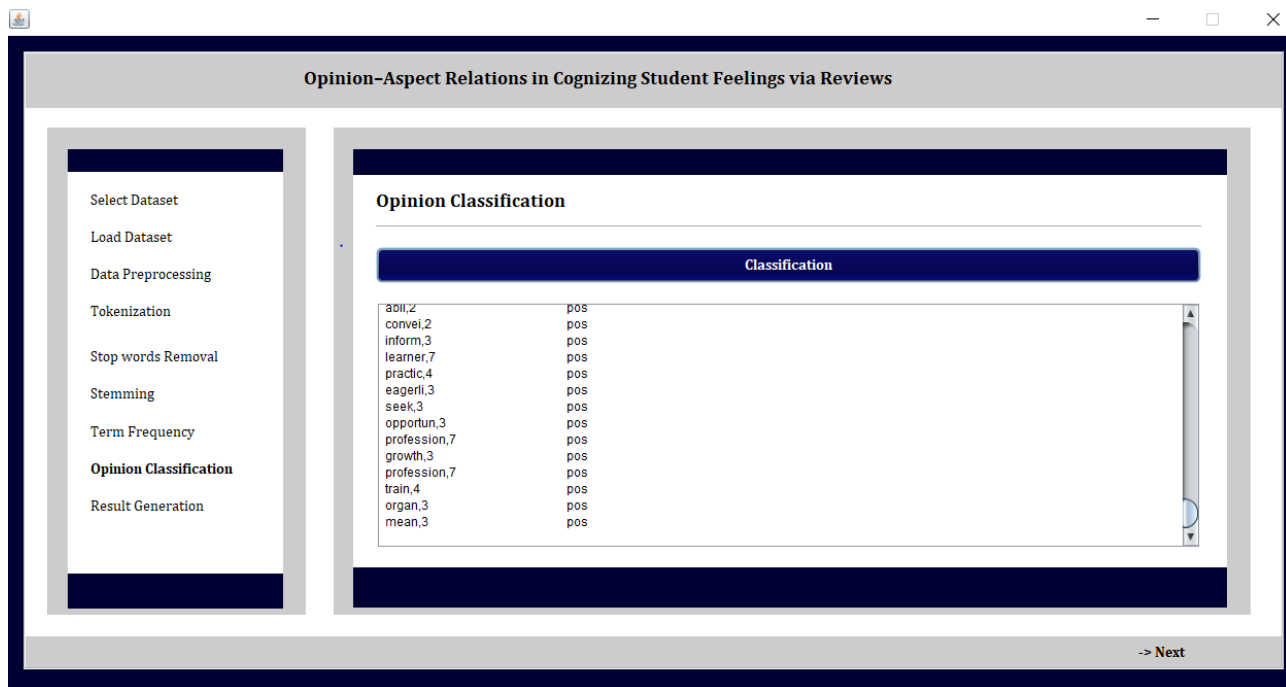 Opinion–Aspect Relations in Cognizing Student Feelings via Reviews
Select Dataset
Load Dataset
Data Preprocessing
Tokenization
Stop words Removal
Stemming
Term Frequency
Opinion Classification
Result Generation
Opinion Classification
Classification
abil,2 pos
convei,2 pos
inform,3 pos
learner,7 pos
practic,4 pos
eagerli,3 pos
seek,3 pos
opportun,3 pos
profession,7 pos
growth,3 pos
profession,7 pos
train,4 pos
organ,3 pos
mean,3 pos
-> Next